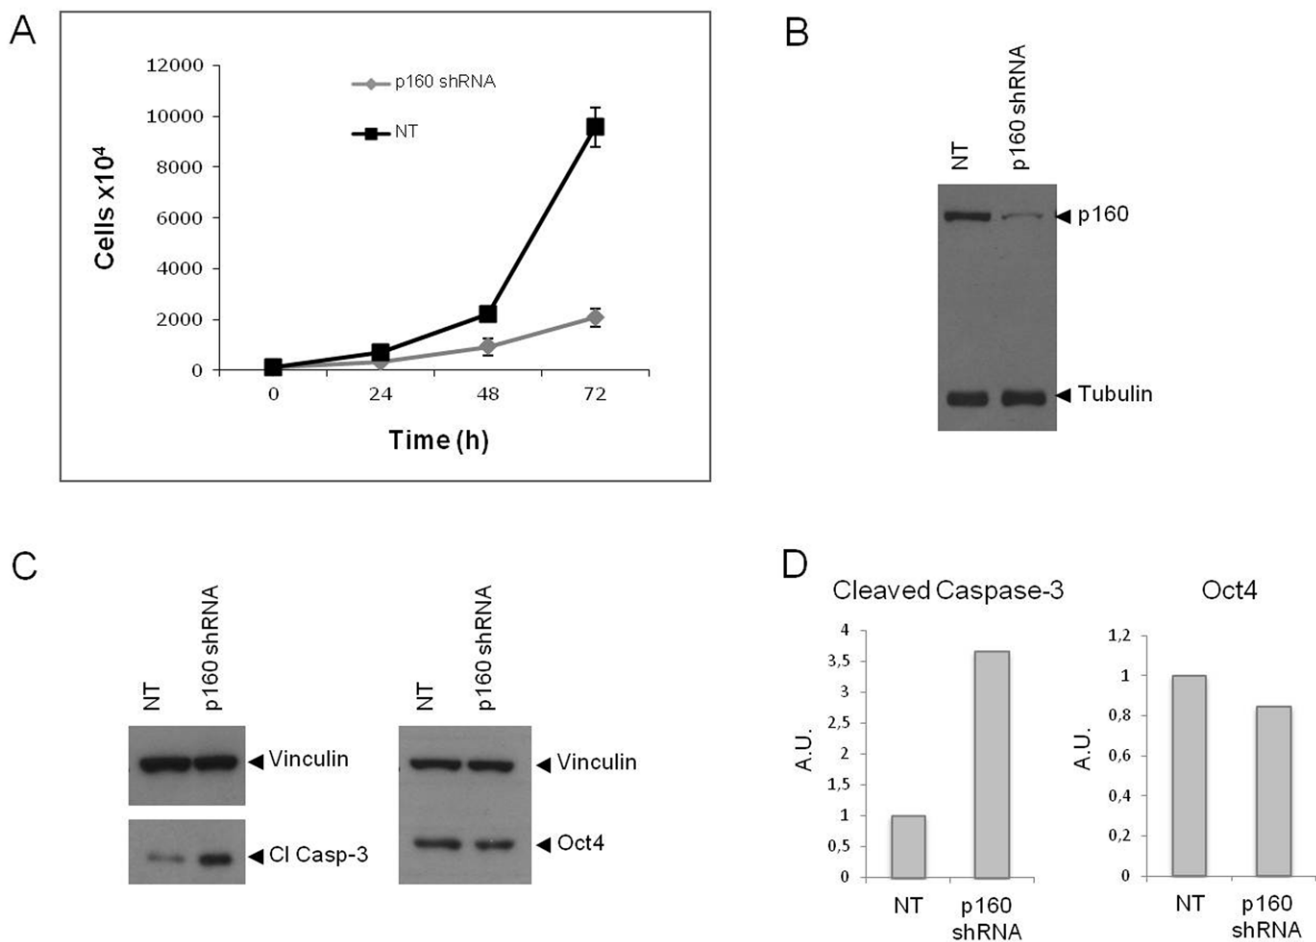 A
12000
10000
8000
6000
4000
2000
0
Cells x10⁴
p160 shRNA
NT
0 24 48 72
Time (h)
B
NT
p160 shRNA
p160
Tubulin
C
NT
p160 shRNA
Vinculin
Cl Casp-3
NT
p160 shRNA
Vinculin
Oct4
D
Cleaved Caspase-3
4
3,5
3
2,5
2
1,5
1
0,5
0
A.U.
NT
p160
shRNA
Oct4
1,2
1
0,8
0,6
0,4
0,2
0
A.U.
NT
p160
shRNA